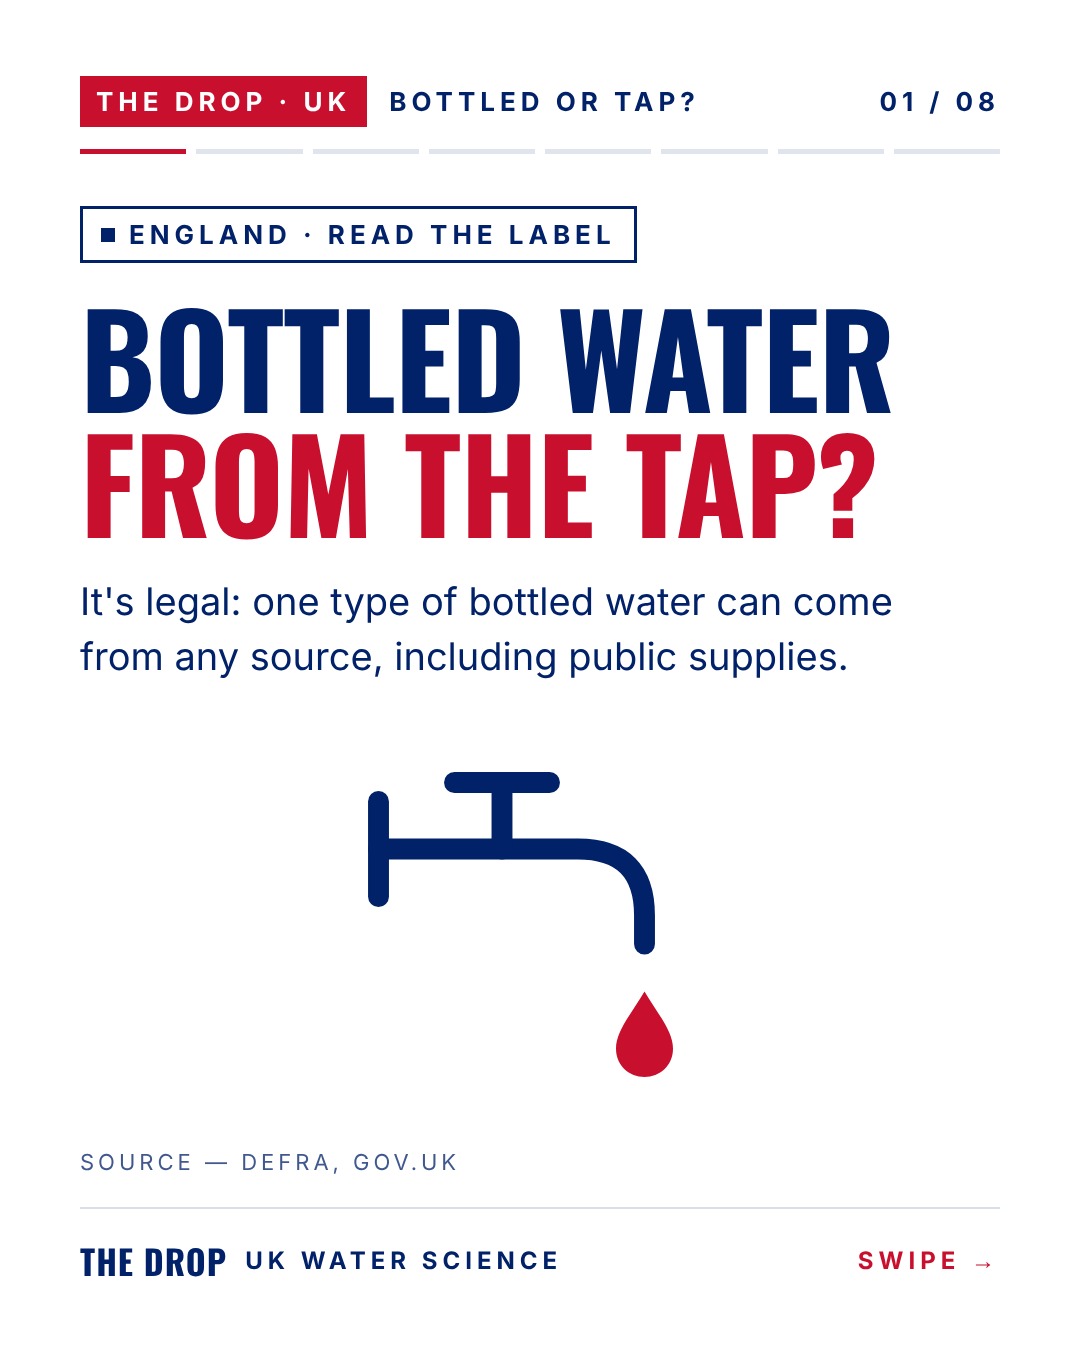 THE DROP · UK BOTTLED OR TAP? 01 / 08
ENGLAND · READ THE LABEL
BOTTLED WATER
FROM THE TAP?
It's legal: one type of bottled water can come
from any source, including public supplies.
SOURCE — DEFRA, GOV.UK
THE DROP UK WATER SCIENCE SWIPE →